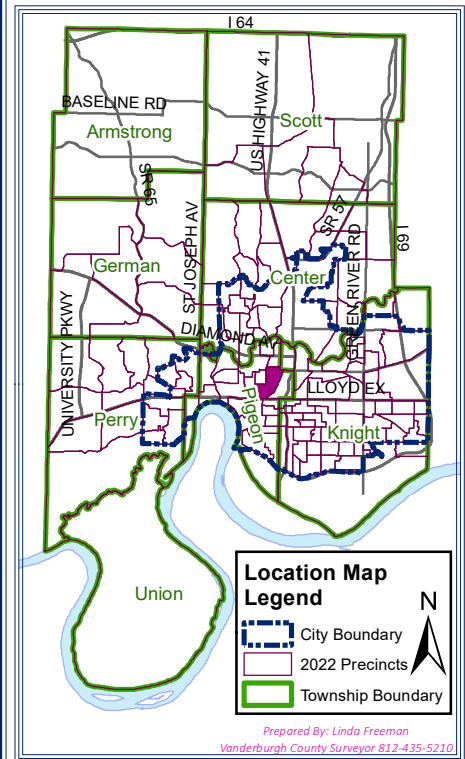 I 64
US HIGHWAY 41
BASELINE RD
Scott
Armstrong
SR 65
SR 57
ST JOSEPH AV
GREEN RIVER RD
I 69
German
Center
UNIVERSITY PKWY
DIAMOND AV
LLOYD EX
Perry
Pigeon
Knight
Union
Location Map
Legend
N
City Boundary
2022 Precincts
Township Boundary
Prepared By: Linda Freeman
Vanderburgh County Surveyor 812-435-5210